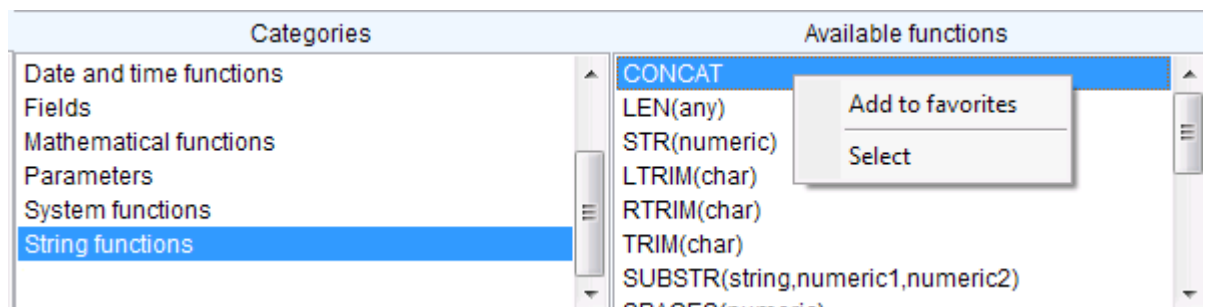 Categories
Available functions
Date and time functions
Fields
Mathematical functions
Parameters
System functions
String functions
CONCAT
LEN(any)
STR(numeric)
LTRIM(char)
RTRIM(char)
TRIM(char)
SUBSTR(string,numeric1,numeric2)
Add to favorites
Select